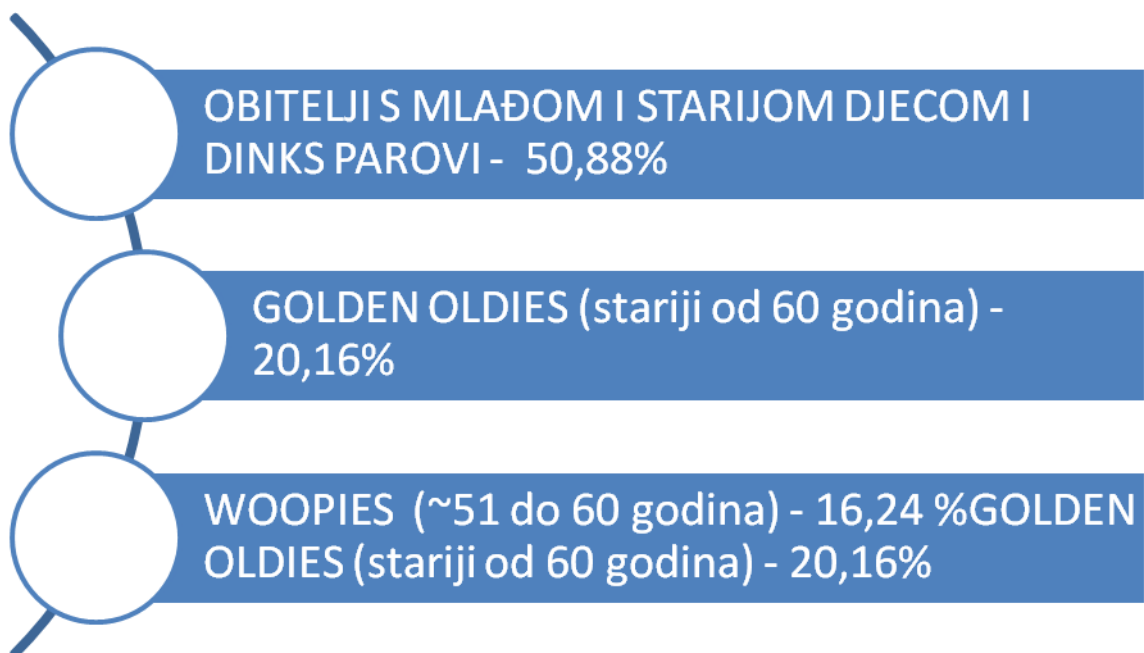 OBITELJI S MLAĐOM I STARIJOM DJECOM I
DINKS PAROVI - 50,88%
GOLDEN OLDIES (stariji od 60 godina) -
20,16%
WOOPIES (~51 do 60 godina) - 16,24 %GOLDEN
OLDIES (stariji od 60 godina) - 20,16%